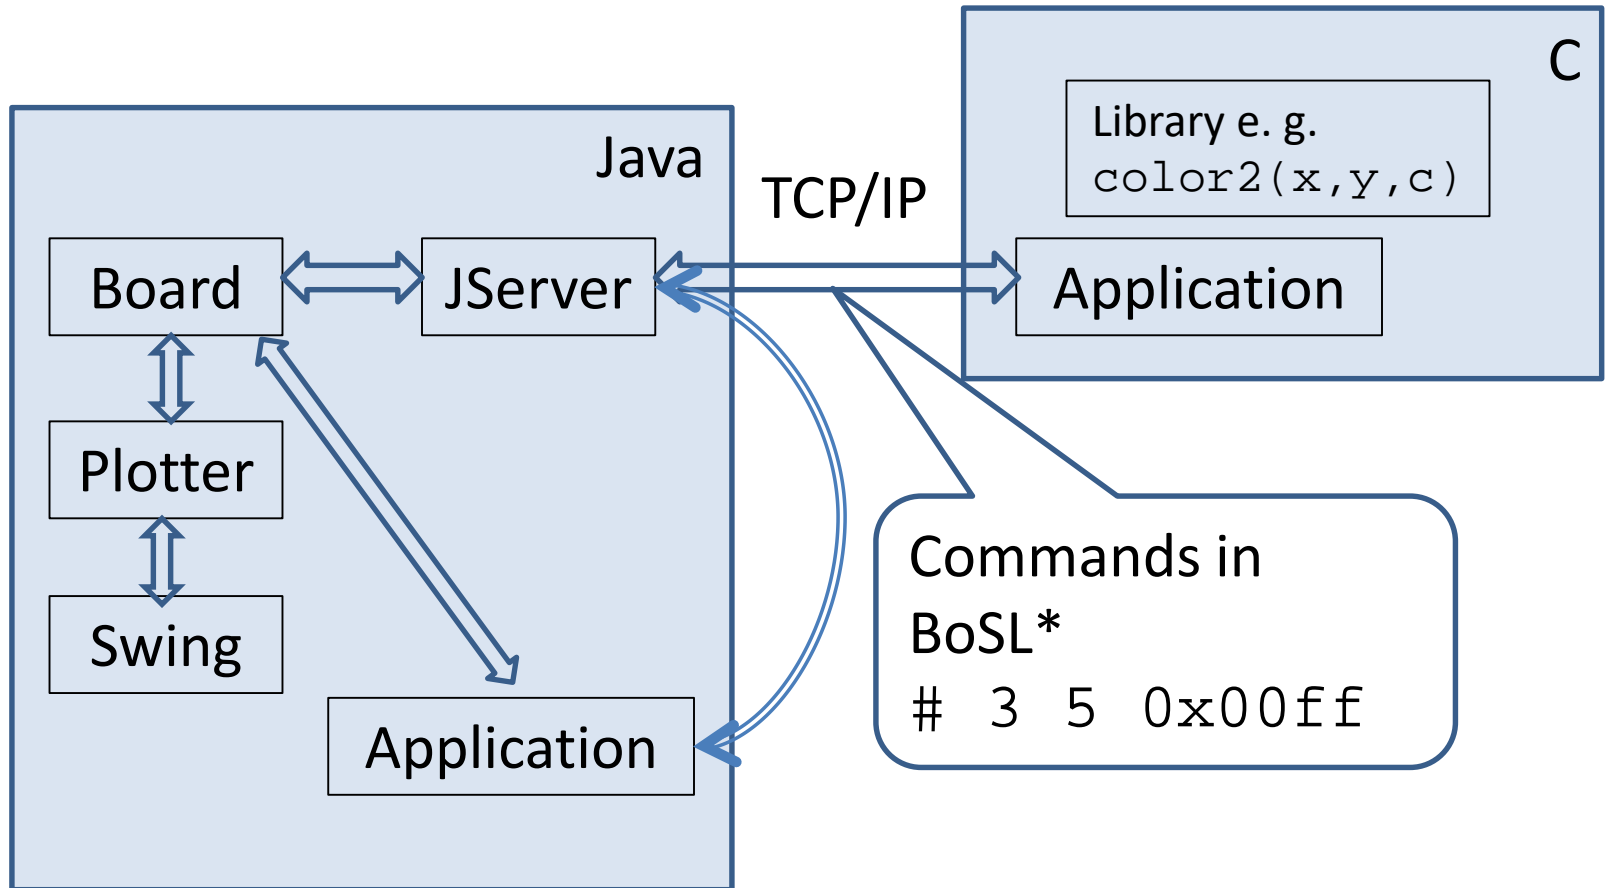 C
Library e. g.
color2(x,y,c)
Java
TCP/IP
Board
JServer
Application
Plotter
Commands in
BoSL*
# 3 5 0x00ff
Swing
Application